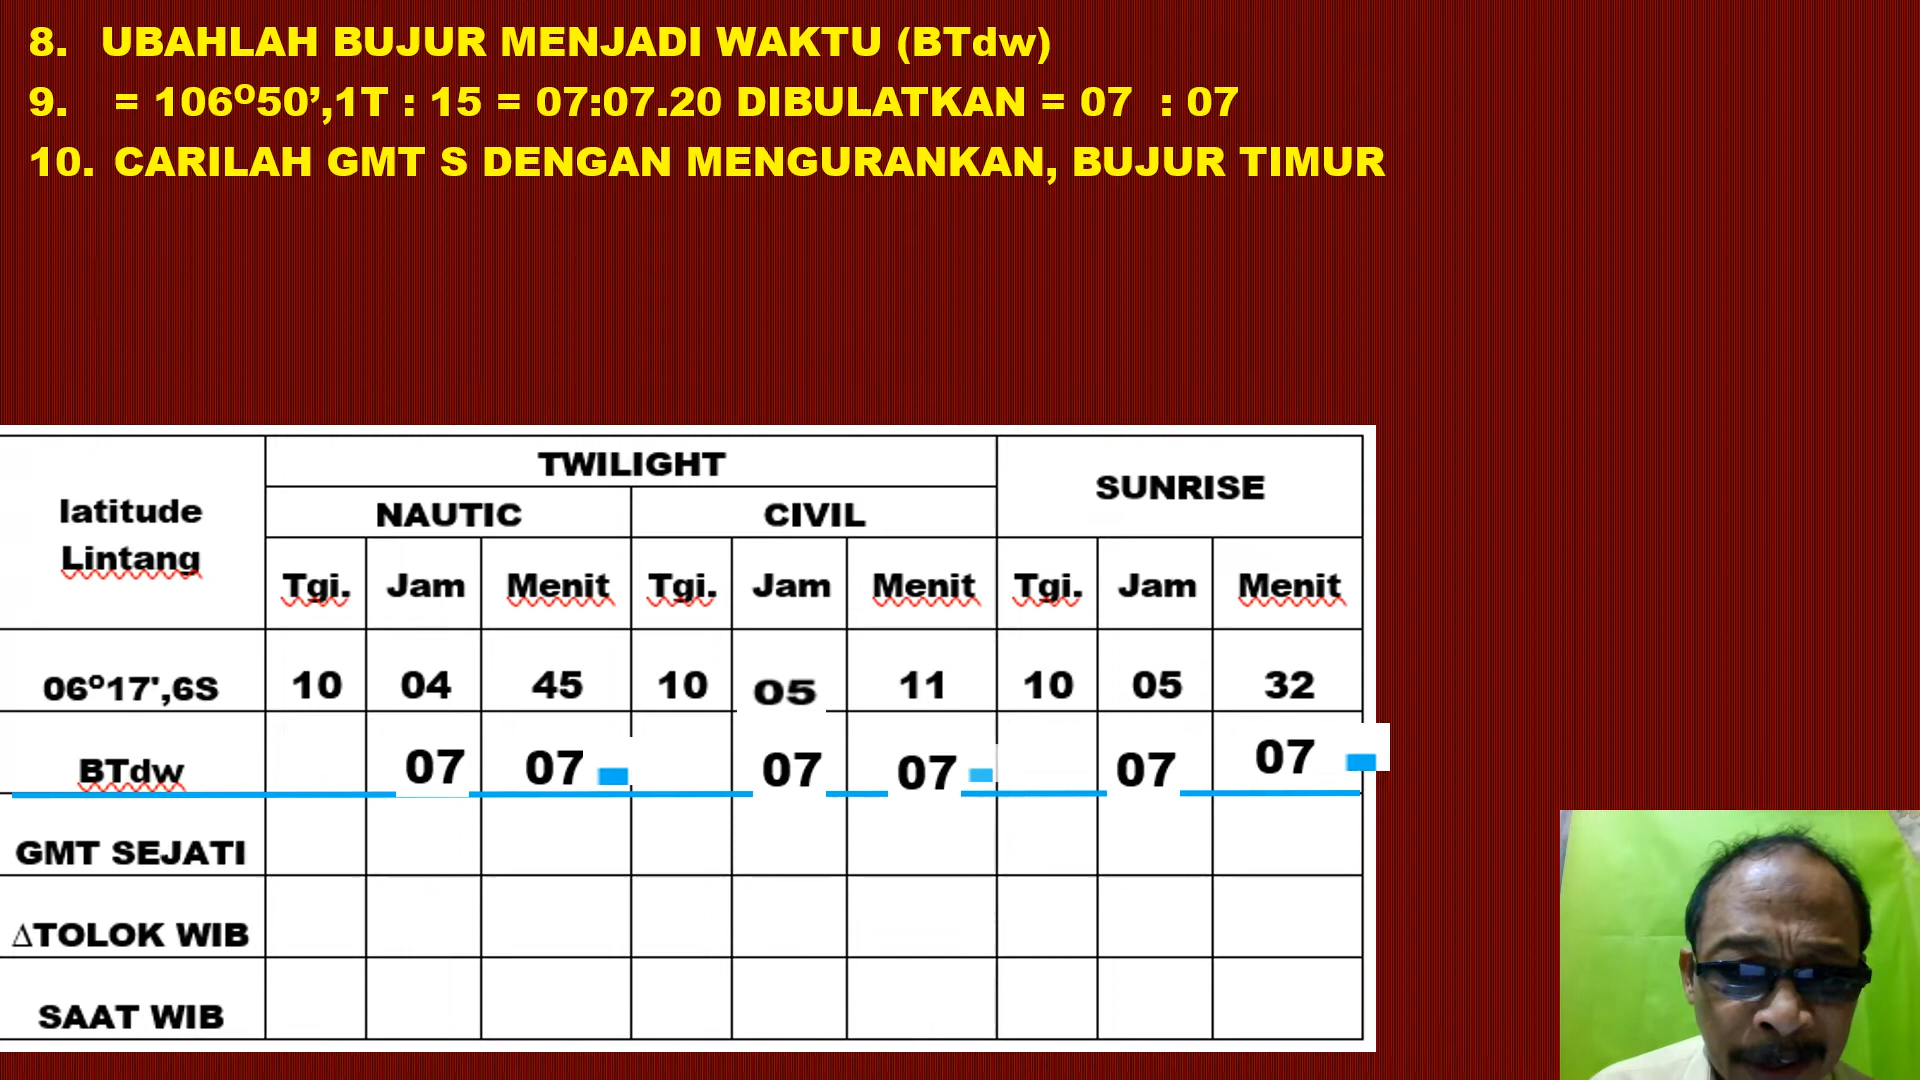 8. UBAHLAH BUJUR MENJADI WAKTU (BTdw)
9. = 106⁰50’,1T : 15 = 07:07.20 DIBULATKAN = 07 : 07
10. CARILAH GMT S DENGAN MENGURANKAN, BUJUR TIMUR
latitude Lintang TWILIGHT SUNRISE
NAUTIC CIVIL
Tgi. Jam Menit Tgi. Jam Menit Tgi. Jam Menit
06⁰17',6S 10 04 45 10 05 11 10 05 32
BTdw 07 07 - 07 07 - 07 07 -
GMT SEJATI
∆TOLOK WIB
SAAT WIB